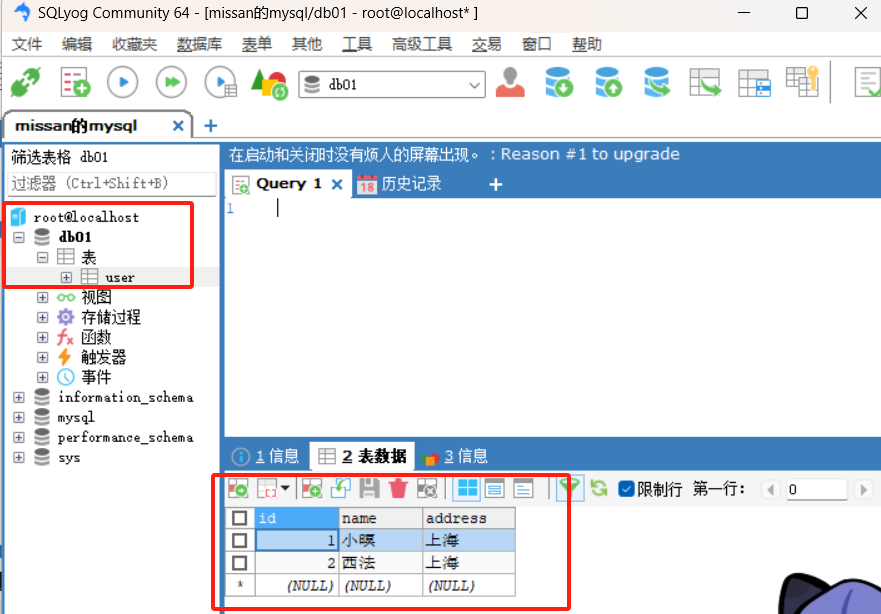 SQLyog Community 64 - [missan的mysql/db01 - root@localhost* ]
文件 编辑 收藏夹 数据库 表单 其他 工具 高级工具 交易 窗口 帮助
db01
missan的mysql
筛选表格 db01
过滤器 (Ctrl+Shift+B)
root@localhost
db01
表
user
视图
存储过程
函数
触发器
事件
information_schema
mysql
performance_schema
sys
在启动和关闭时没有烦人的屏幕出现。 : Reason #1 to upgrade
Query 1 18 历史记录
1
1 信息 2 表数据 3 信息
限制行 第一行: 0
id name address
1 小暝 上海
2 西法 上海
* (NULL) (NULL) (NULL)